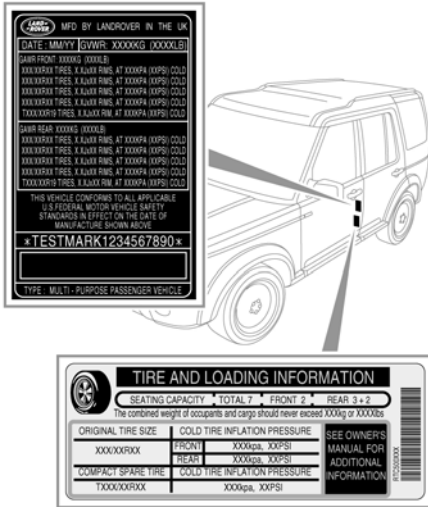 LAND-
ROVER
MFD BY LANDROVER IN THE UK
DATE : MM/YY GVWR: XXXXKG (XXXXLB)
GAWR FRONT: XXXXKG (XXXXLB)
XXX/XXRXX TIRES, X.XJxXX RIMS, AT XXXKPA (XXPSI) COLD
XXX/XXRXX TIRES, X.XJxXX RIMS, AT XXXKPA (XXPSI) COLD
XXX/XXRXX TIRES, X.XJxXX RIMS, AT XXXKPA (XXPSI) COLD
XXX/XXRXX TIRES, X.XJxXX RIMS, AT XXXKPA (XXPSI) COLD
TXXX/XXR19 TIRES, X.XJxXX RIM, AT XXXKPA (XXPSI) COLD
GAWR REAR: XXXXKG (XXXXLB)
XXX/XXRXX TIRES, X.XJxXX RIMS, AT XXXKPA (XXPSI) COLD
XXX/XXRXX TIRES, X.XJxXX RIMS, AT XXXKPA (XXPSI) COLD
XXX/XXRXX TIRES, X.XJxXX RIMS, AT XXXKPA (XXPSI) COLD
XXX/XXRXX TIRES, X.XJxXX RIMS, AT XXXKPA (XXPSI) COLD
TXXX/XXR19 TIRES, X.XJxXX RIM, AT XXXKPA (XXPSI) COLD
THIS VEHICLE CONFORMS TO ALL APPLICABLE
U.S.FEDERAL MOTOR VEHICLE SAFETY
STANDARDS IN EFFECT ON THE DATE OF
MANUFACTURE SHOWN ABOVE
*TESTMARK1234567890*
TYPE : MULTI - PURPOSE PASSENGER VEHICLE
TIRE AND LOADING INFORMATION
SEATING CAPACITY TOTAL 7 FRONT 2 REAR 3 + 2
The combined weight of occupants and cargo should never exceed XXXkg or XXXXlbs
ORIGINAL TIRE SIZE COLD TIRE INFLATION PRESSURE
XXX/XXRXX FRONT XXXkpa, XXPSI
REAR XXXkpa, XXPSI
COMPACT SPARE TIRE COLD TIRE INFLATION PRESSURE
TXXX/XXRXX XXXkpa, XXPSI
SEE OWNER'S
MANUAL FOR
ADDITIONAL
INFORMATION